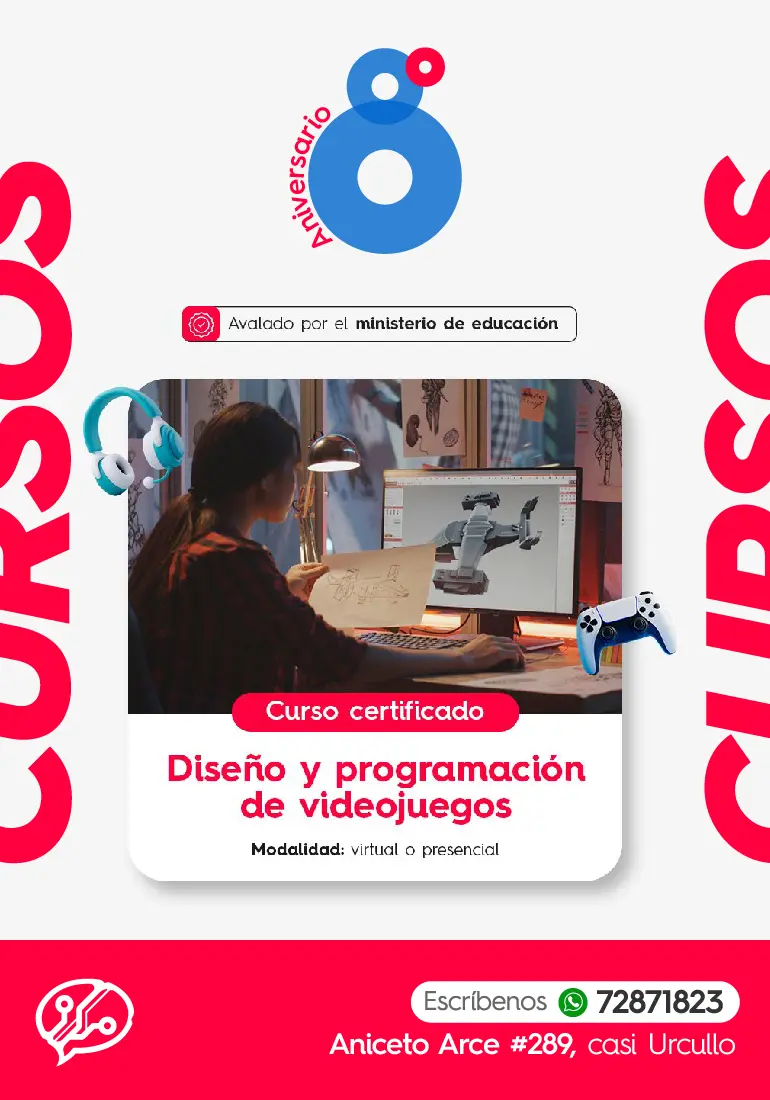 8°
Aniversario
CURSOS
CURSOS
Avalado por el ministerio de educación
Curso certificado
Diseño y programación
de videojuegos
Modalidad: virtual o presencial
Escríbenos 72871823
Aniceto Arce #289, casi Urcullo